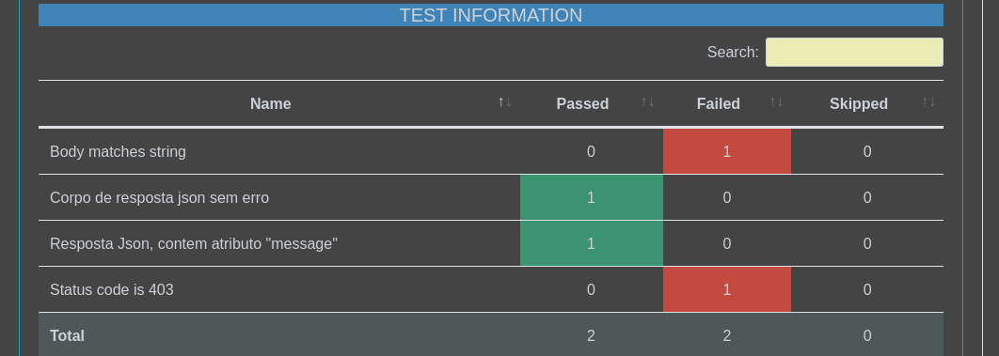 TEST INFORMATION
Search:
Name ↑↓ Passed ↑↓ Failed ↑↓ Skipped ↑↓
Body matches string 0 1 0
Corpo de resposta json sem erro 1 0 0
Resposta Json, contem atributo "message" 1 0 0
Status code is 403 0 1 0
Total 2 2 0